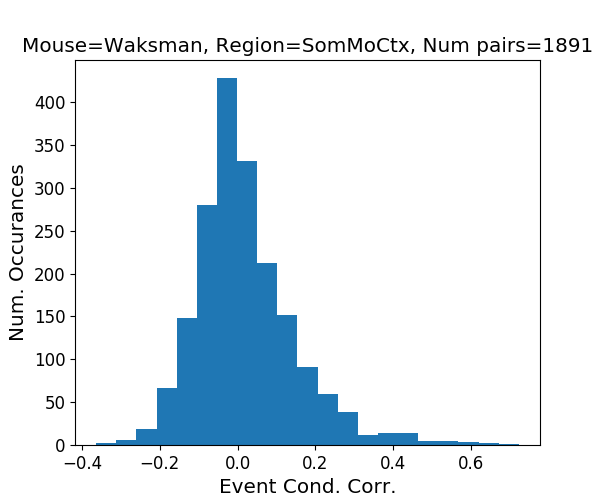 Mouse=Waksman, Region=SomMoCtx, Num pairs=1891
Num. Occurances
400
350
300
250
200
150
100
50
0
−0.4 −0.2 0.0 0.2 0.4 0.6
Event Cond. Corr.